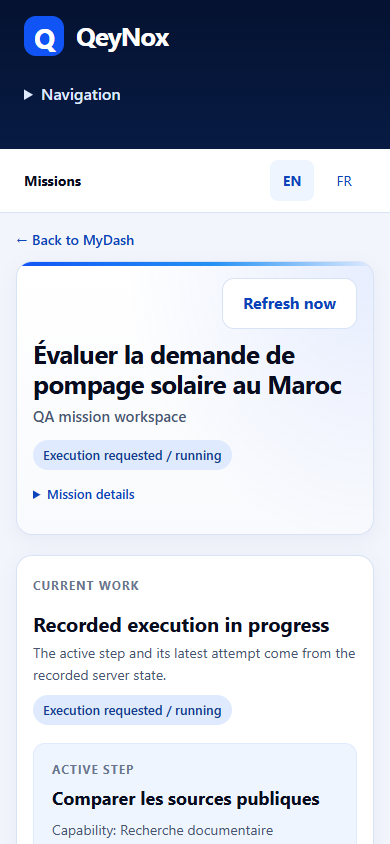 Q QeyNox
▶ Navigation
Missions EN FR
← Back to MyDash
Refresh now
Évaluer la demande de
pompage solaire au Maroc
QA mission workspace
Execution requested / running
▶ Mission details
CURRENT WORK
Recorded execution in progress
The active step and its latest attempt come from the
recorded server state.
Execution requested / running
ACTIVE STEP
Comparer les sources publiques
Capability: Recherche documentaire